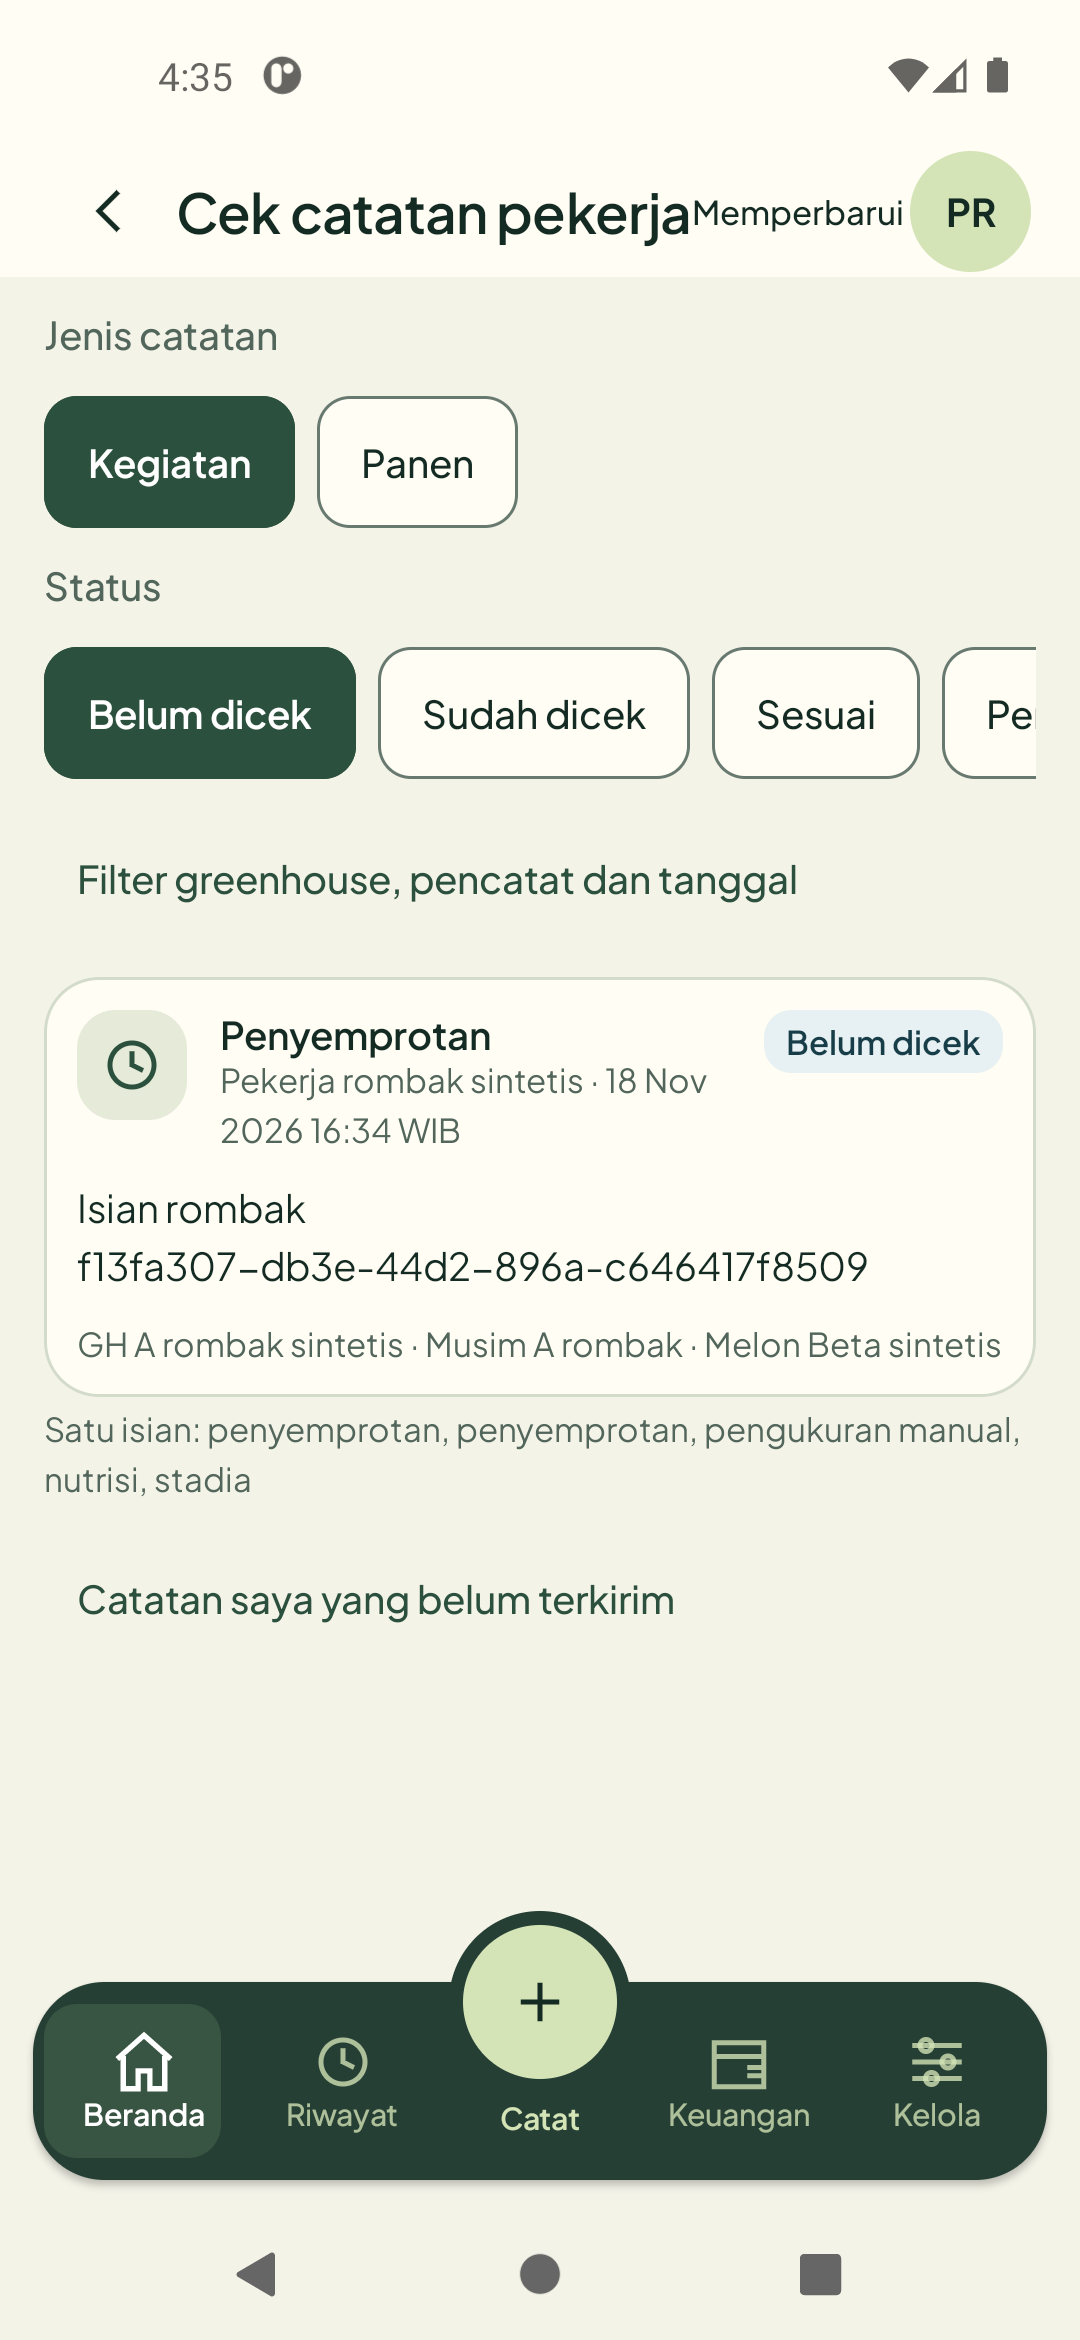 4:35
Cek catatan pekerja Memperbarui PR
Jenis catatan
Kegiatan Panen
Status
Belum dicek Sudah dicek Sesuai
Filter greenhouse, pencatat dan tanggal
Penyemprotan Belum dicek
Pekerja rombak sintetis · 18 Nov
2026 16:34 WIB
Isian rombak
f13fa307-db3e-44d2-896a-c646417f8509
GH A rombak sintetis · Musim A rombak · Melon Beta sintetis
Satu isian: penyemprotan, penyemprotan, pengukuran manual,
nutrisi, stadia
Catatan saya yang belum terkirim
Beranda Riwayat Catat Keuangan Kelola